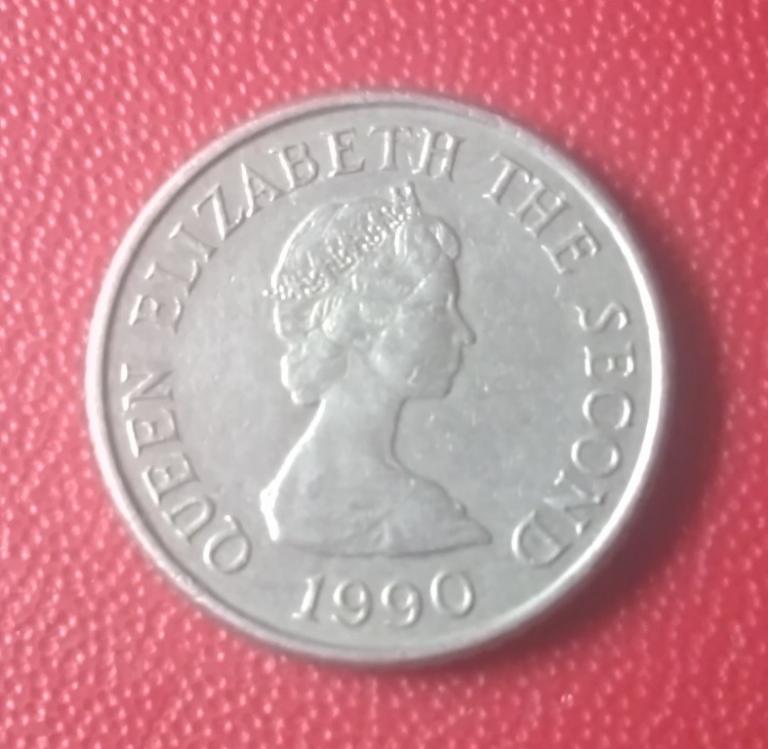 QUEEN ELIZABETH THE SECOND
1990